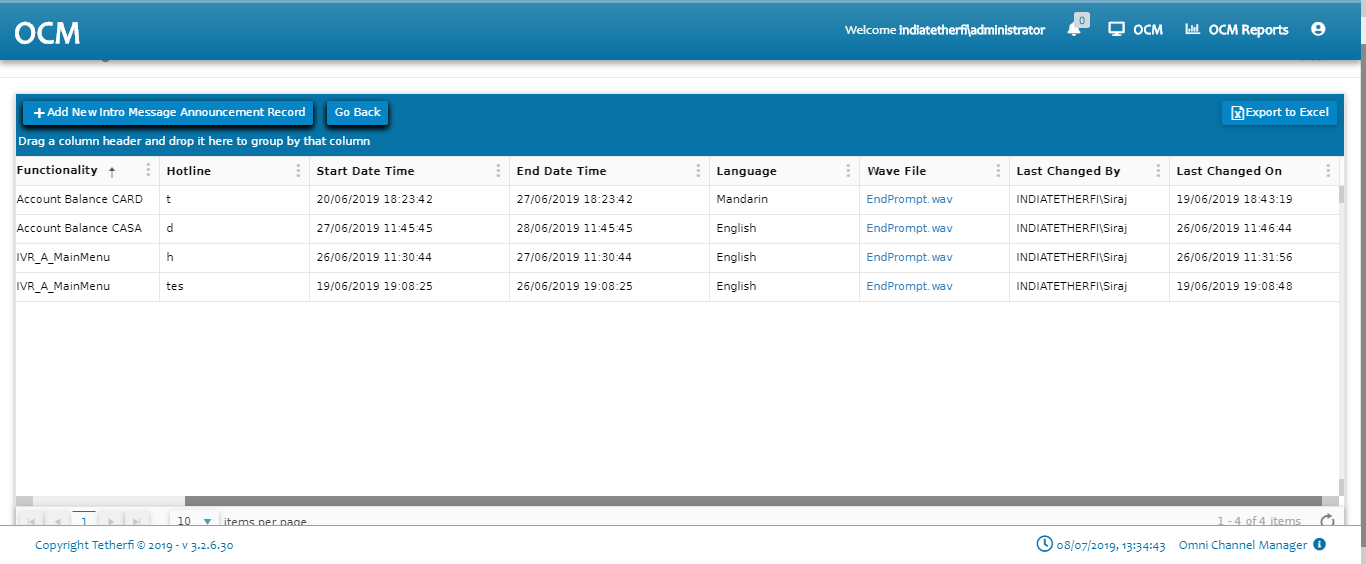 OCM
Welcome indiatetherfi\administrator 0 OCM OCM Reports
Add New Intro Message Announcement Record Go Back Export to Excel
Drag a column header and drop it here to group by that column
Functionality Hotline Start Date Time End Date Time Language Wave File Last Changed By Last Changed On
Account Balance CARD t 20/06/2019 18:23:42 27/06/2019 18:23:42 Mandarin EndPrompt.wav INDIATETHERFI\Siraj 19/06/2019 18:43:19
Account Balance CASA d 27/06/2019 11:45:45 28/06/2019 11:45:45 English EndPrompt.wav INDIATETHERFI\Siraj 26/06/2019 11:46:44
IVR_A_MainMenu h 26/06/2019 11:30:44 27/06/2019 11:30:44 English EndPrompt.wav INDIATETHERFI\Siraj 26/06/2019 11:31:56
IVR_A_MainMenu tes 19/06/2019 19:08:25 26/06/2019 19:08:25 English EndPrompt.wav INDIATETHERFI\Siraj 19/06/2019 19:08:48
1 10 items per page 1 - 4 of 4 items
Copyright Tetherfi © 2019 - v 3.2.6.30 08/07/2019, 13:34:43 Omni Channel Manager